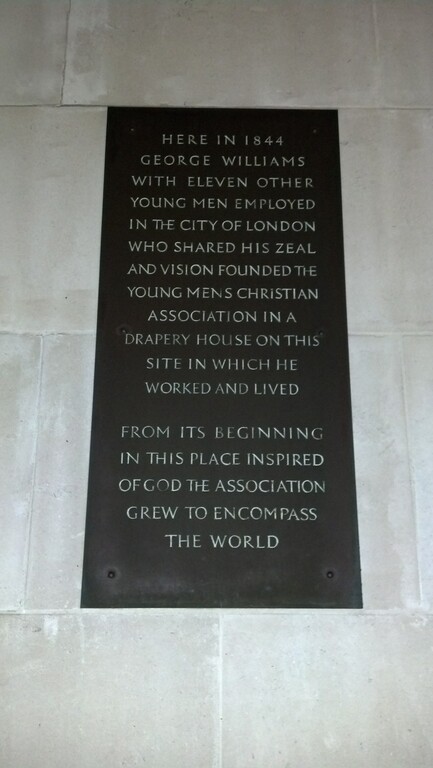 HERE IN 1844
GEORGE WILLIAMS
WITH ELEVEN OTHER
YOUNG MEN EMPLOYED
IN THE CITY OF LONDON
WHO SHARED HIS ZEAL
AND VISION FOUNDED THE
YOUNG MENS CHRISTIAN
ASSOCIATION IN A
DRAPERY HOUSE ON THIS
SITE IN WHICH HE
WORKED AND LIVED
FROM ITS BEGINNING
IN THIS PLACE INSPIRED
OF GOD THE ASSOCIATION
GREW TO ENCOMPASS
THE WORLD